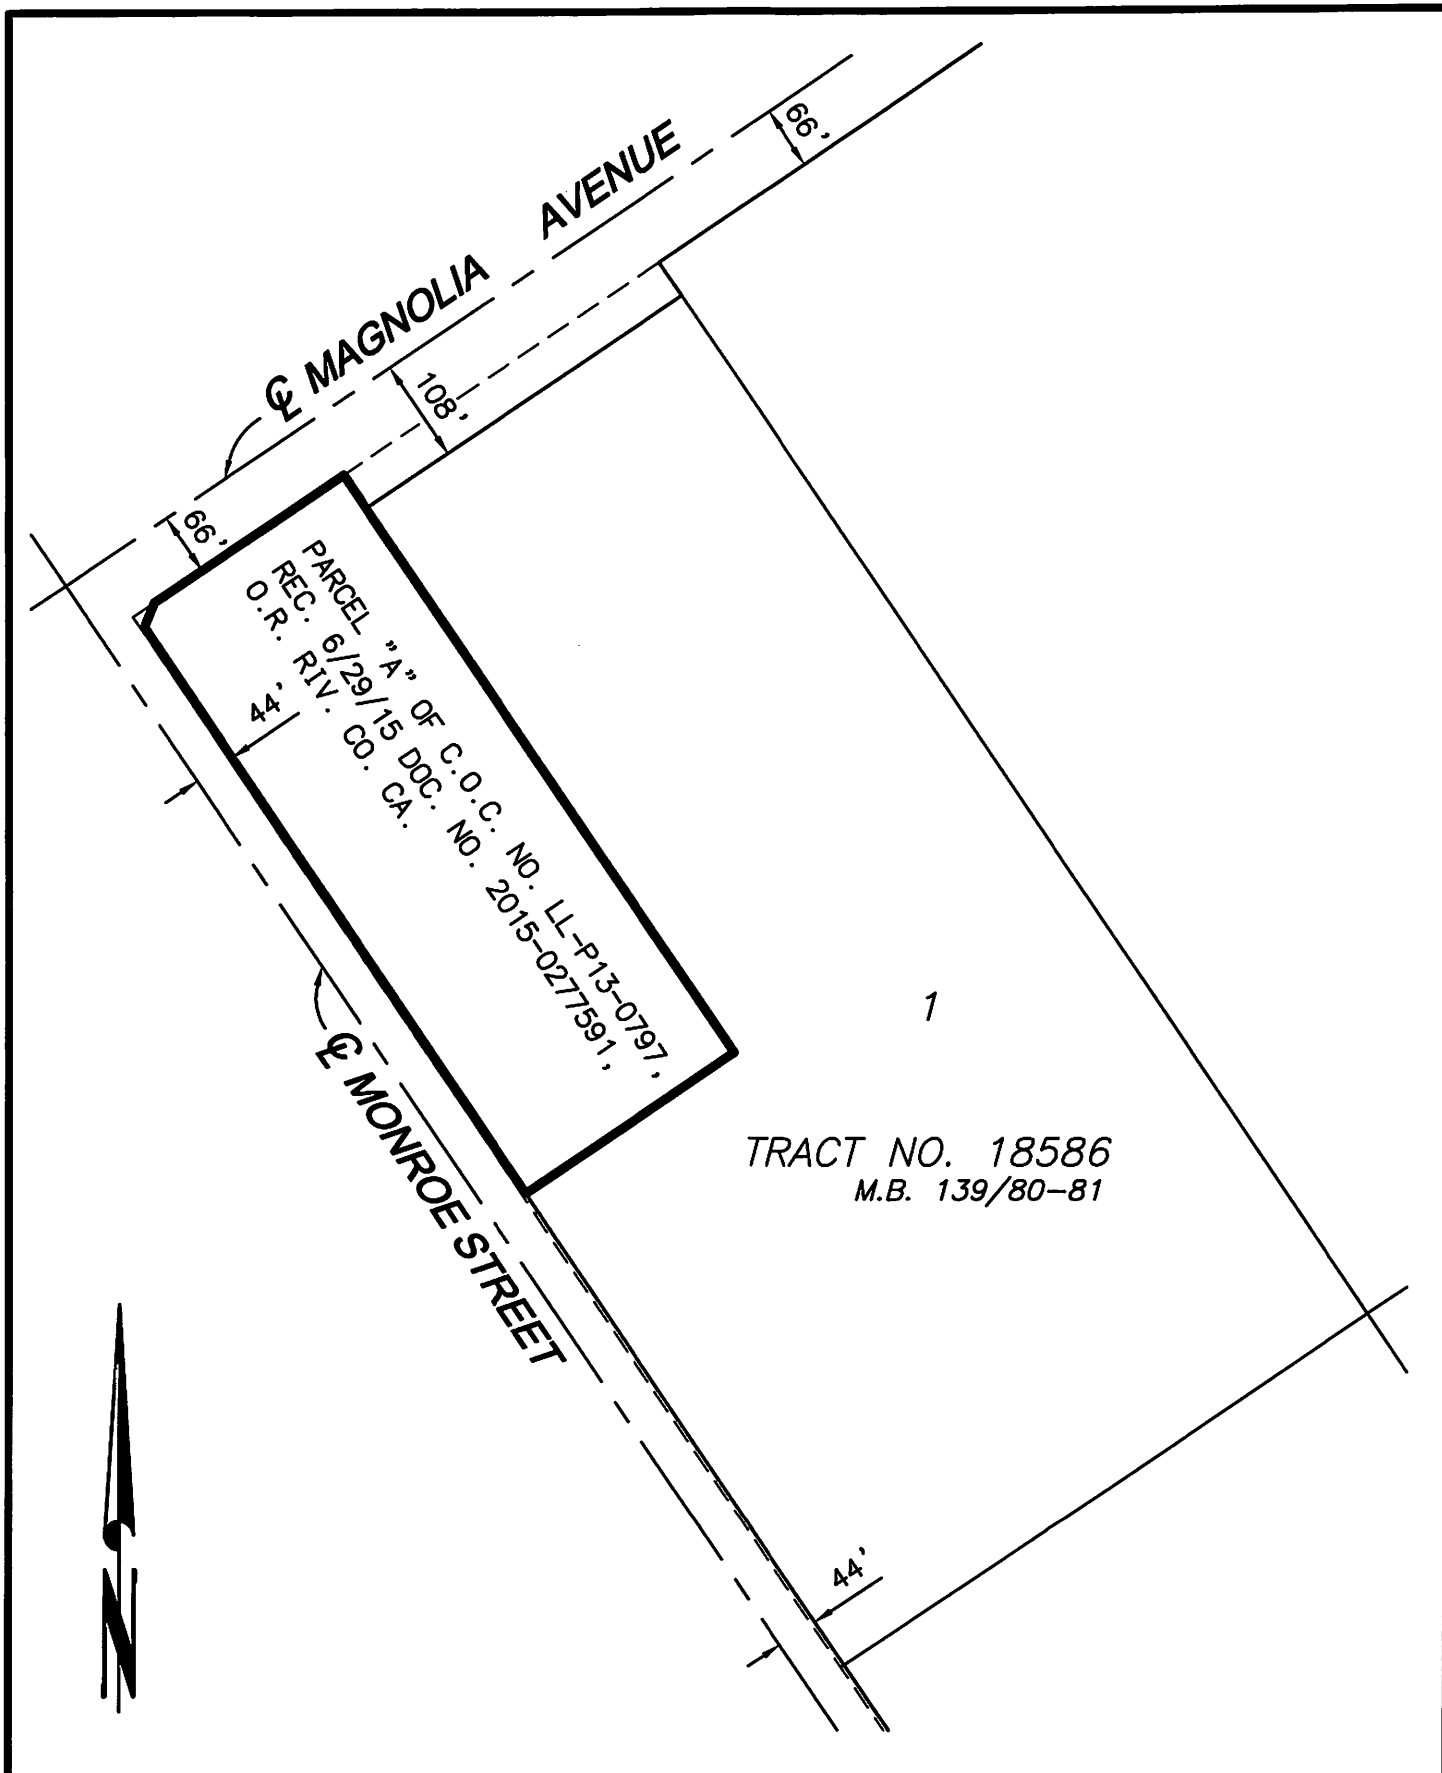 66'
℄ MAGNOLIA AVENUE
108'
66'
PARCEL "A" OF C.O.C. NO. LL-P13-0797,
REC. 6/29/15 DOC. NO. 2015-0277591,
O.R. RIV. CO. CA.
44'
1
℄ MONROE STREET
TRACT NO. 18586
M.B. 139/80-81
44'
N